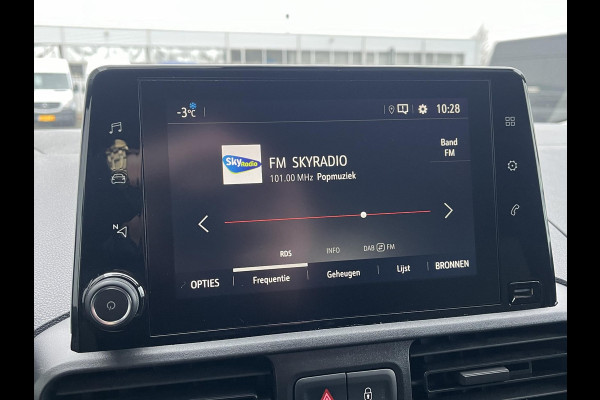 -3°C 10:28
Sky Radio
FM SKYRADIO
101.00 MHz Popmuziek
Band
FM
N
RDS INFO DAB FM
OPTIES Frequentie Geheugen Lijst BRONNEN